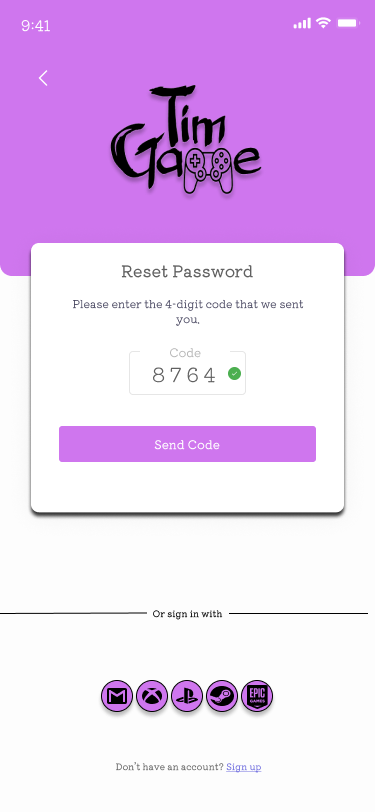 9:41
Tim
Game
Reset Password
Please enter the 4-digit code that we sent
you.
Code
8764
Send Code
Or sign in with
EPIC
GAMES
Don't have an account? Sign up